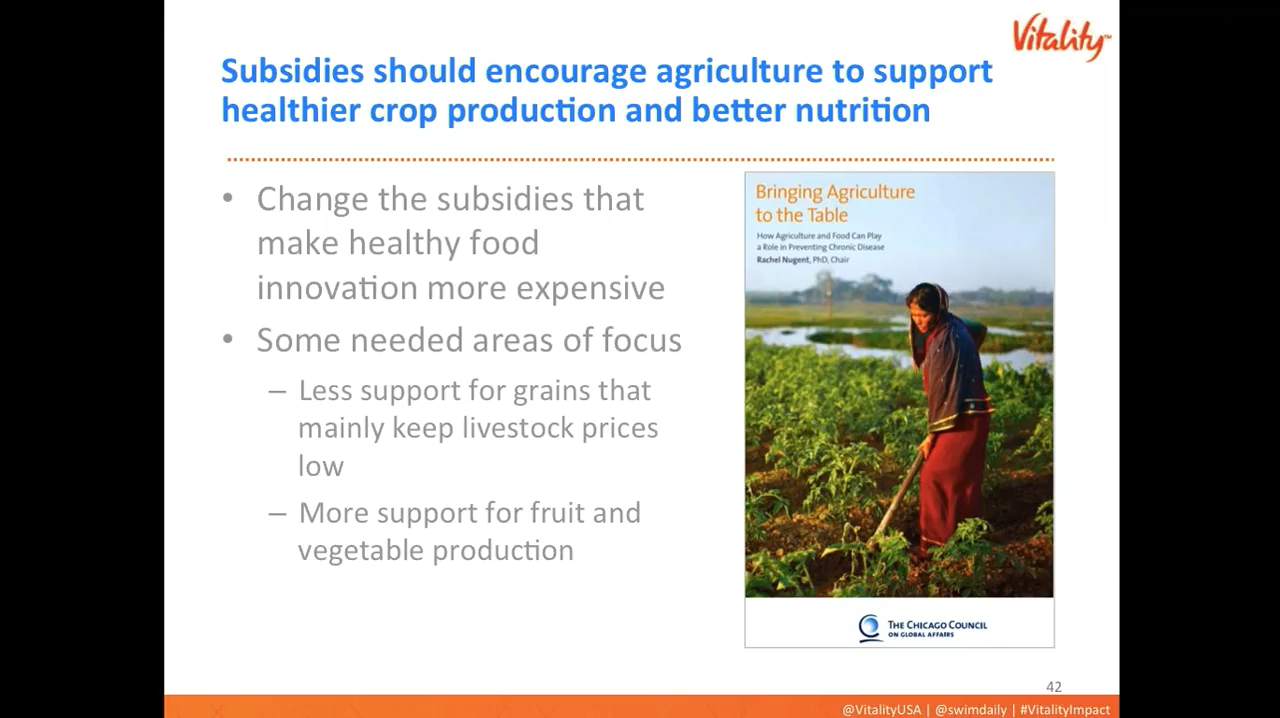 Vitality™
Subsidies should encourage agriculture to support
healthier crop production and better nutrition
• Change the subsidies that
make healthy food
innovation more expensive
• Some needed areas of focus
– Less support for grains that
mainly keep livestock prices
low
– More support for fruit and
vegetable production
Bringing Agriculture
to the Table
How Agriculture and Food Can Play
a Role in Preventing Chronic Disease
Rachel Nugent, PhD, Chair
THE CHICAGO COUNCIL
ON GLOBAL AFFAIRS
42
@VitalityUSA | @swimdaily | #VitalityImpact